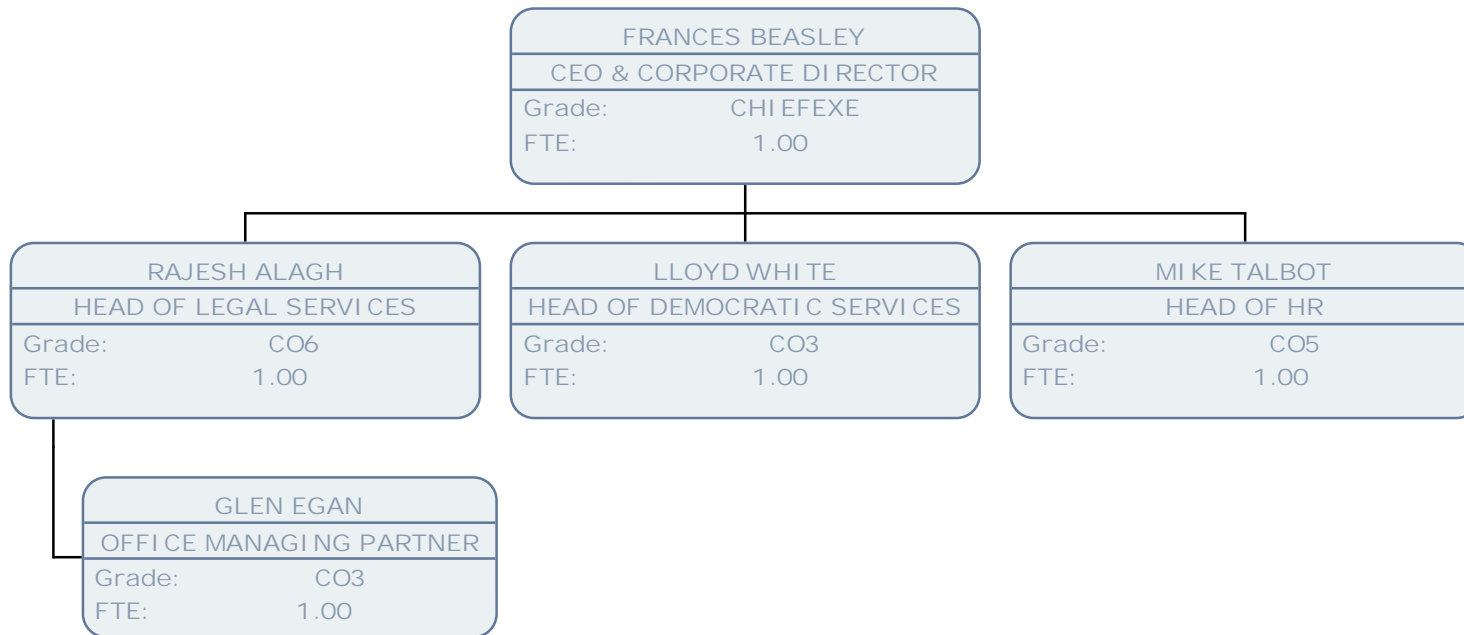 FRANCES BEASLEY
CEO & CORPORATE DIRECTOR
Grade: CHIEFEXE
FTE: 1.00
RAJESH ALAGH
HEAD OF LEGAL SERVICES
Grade: CO6
FTE: 1.00
LLOYD WHITE
HEAD OF DEMOCRATIC SERVICES
Grade: CO3
FTE: 1.00
MIKE TALBOT
HEAD OF HR
Grade: CO5
FTE: 1.00
GLEN EGAN
OFFICE MANAGING PARTNER
Grade: CO3
FTE: 1.00